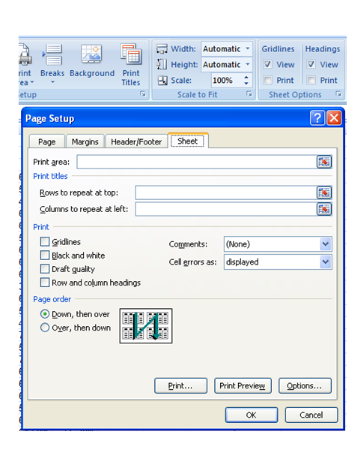 Width: Automatic Gridlines Headings
Height: Automatic View View
Print Breaks Background Print Titles Scale: 100% Print Print
Area
Setup Scale to Fit Sheet Options
Page Setup
Page Margins Header/Footer Sheet
Print area:
Print titles
Rows to repeat at top:
Columns to repeat at left:
Print
Gridlines Comments: (None)
Black and white Cell errors as: displayed
Draft quality
Row and column headings
Page order
Down, then over
Over, then down
Print... Print Preview Options...
OK Cancel